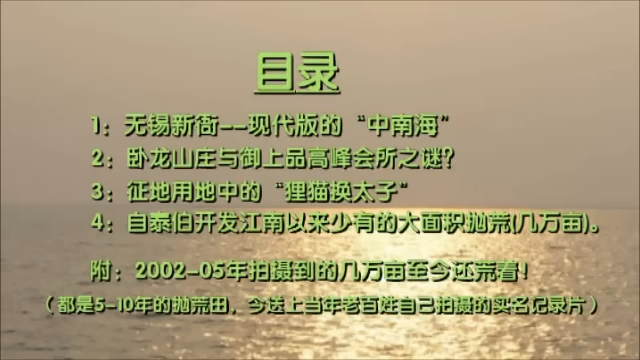 目录
1：无锡新衙--现代版的“中南海”
2：卧龙山庄与御上品高峰会所之谜？
3：征地用地中的“狸猫换太子”
4：自泰伯开发江南以来少有的大面积抛荒(几万亩)。
附：2002-05年拍摄到的几万亩至今还荒着！
（都是5-10年的抛荒田，今送上当年老百姓自己拍摄的实名记录片）